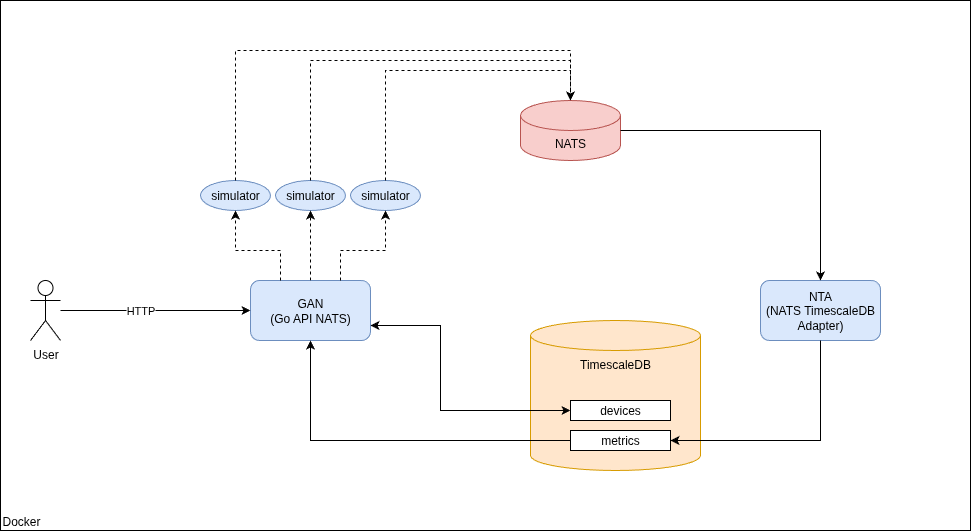 NATS
simulator
simulator
simulator
HTTP
User
GAN
(Go API NATS)
NTA
(NATS TimescaleDB
Adapter)
TimescaleDB
devices
metrics
Docker